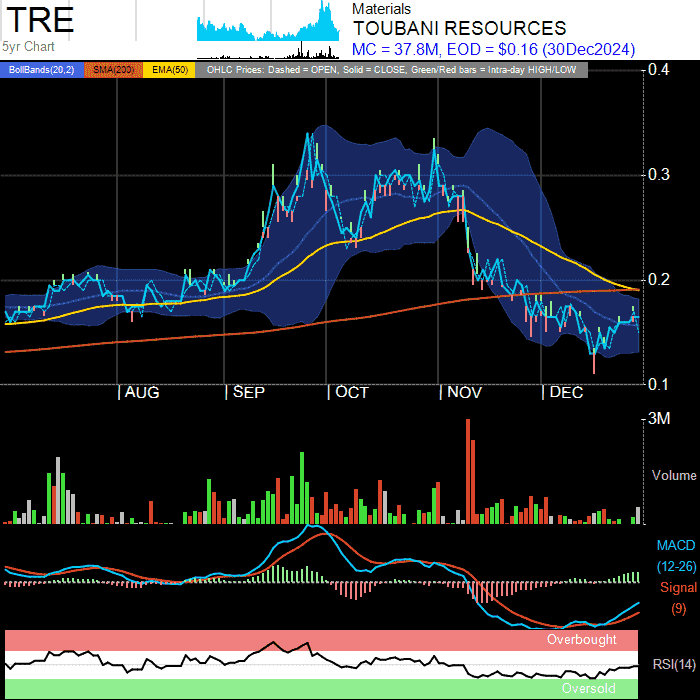 TRE
5yr Chart
Materials
TOUBANI RESOURCES
MC = 37.8M, EOD = $0.16 (30Dec2024)
BollBands(20,2) SMA(200) EMA(50) OHLC Prices: Dashed = OPEN, Solid = CLOSE, Green/Red bars = Intra-day HIGH/LOW
0.4
0.3
0.2
0.1
AUG SEP OCT NOV DEC
3M
Volume
MACD
(12-26)
Signal
(9)
Overbought
RSI(14)
Oversold